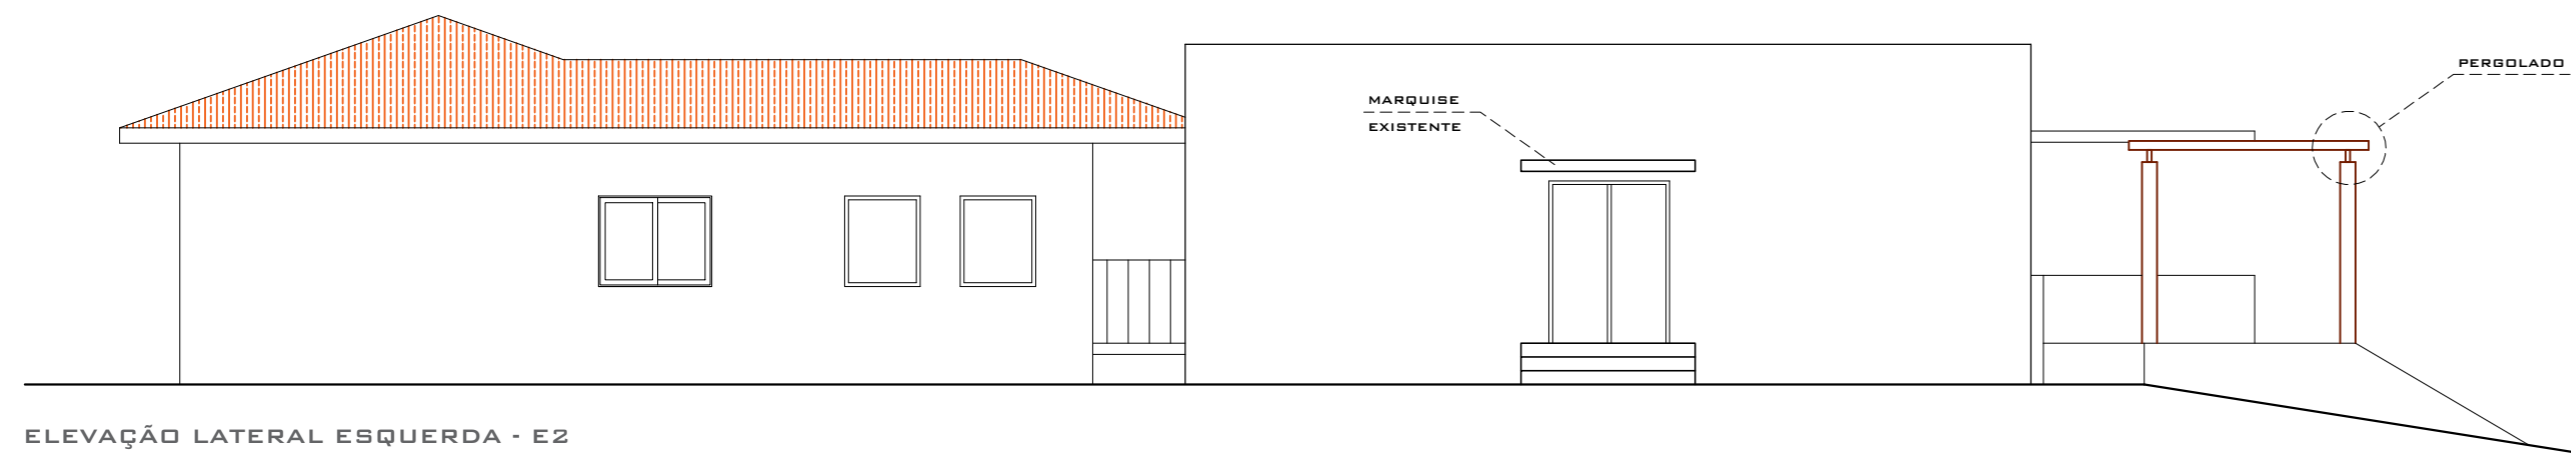 PERGOLADO
MARQUISE
EXISTENTE
ELEVAÇÃO LATERAL ESQUERDA - E2